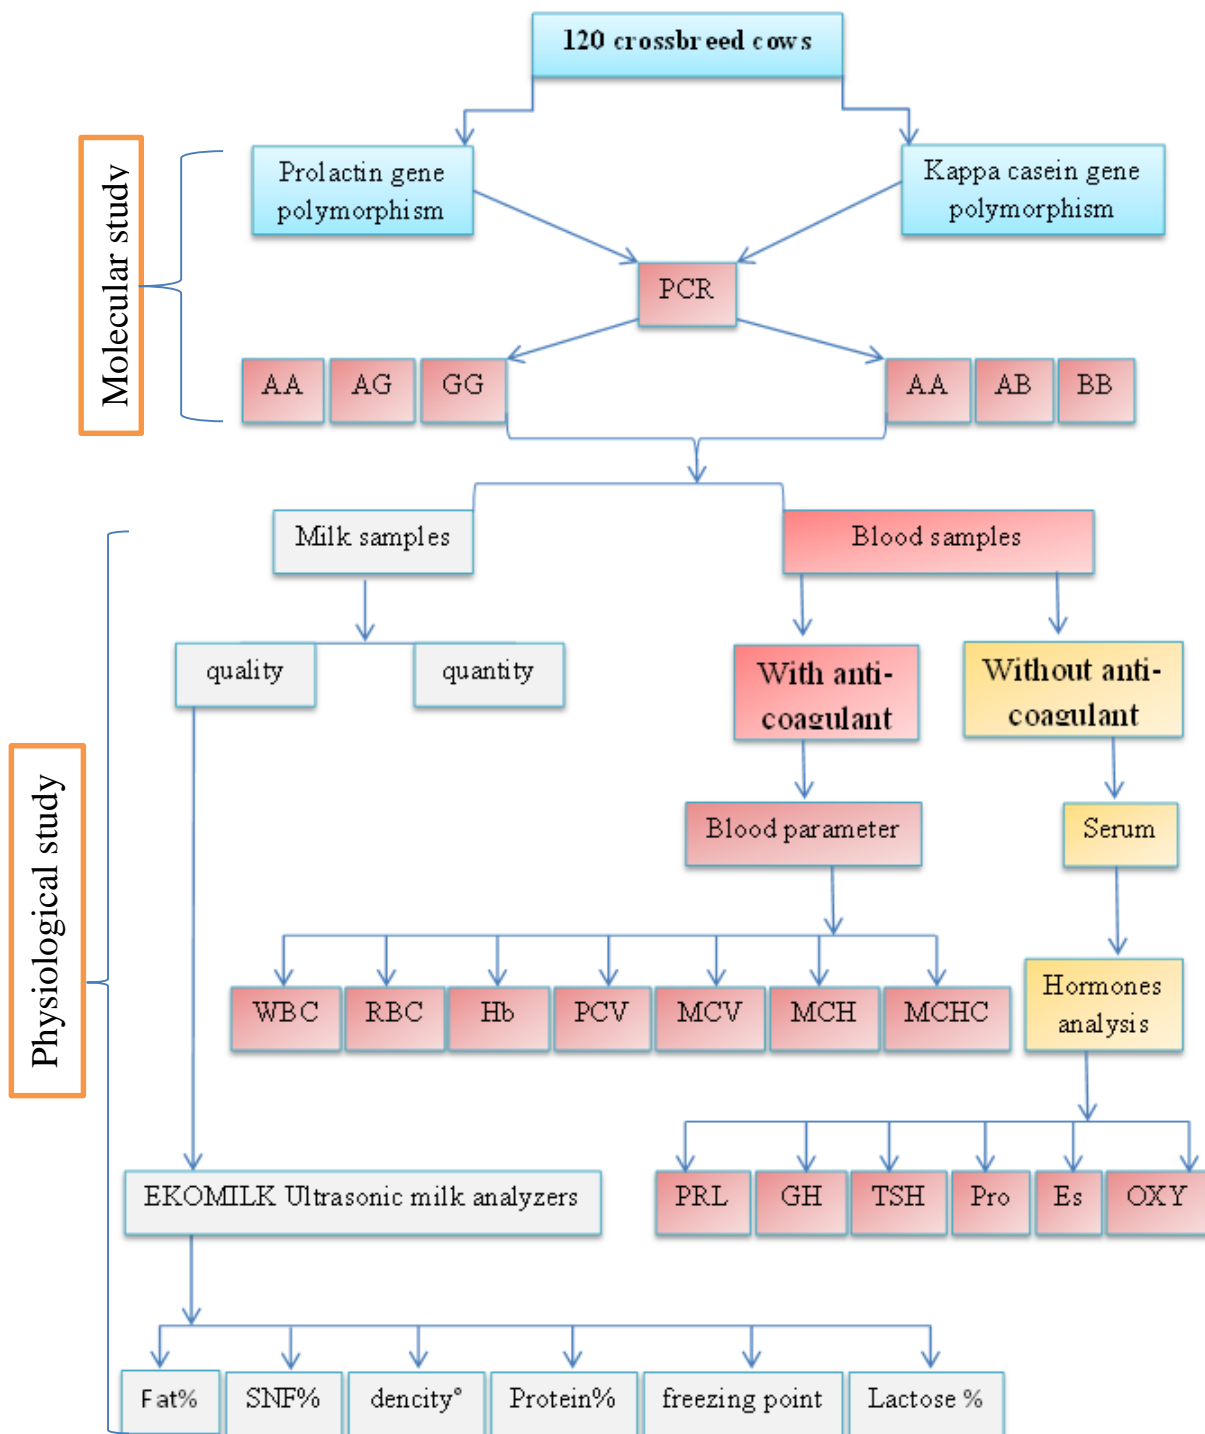 120 crossbreed cows
Molecular study
Prolactin gene
polymorphism
Kappa casein gene
polymorphism
PCR
AA
AG
GG
AA
AB
BB
Physiological study
Milk samples
Blood samples
quality
quantity
With anti-
coagulant
Without anti-
coagulant
Blood parameter
Serum
WBC
RBC
Hb
PCV
MCV
MCH
MCHC
Hormones
analysis
EKOMILK Ultrasonic milk analyzers
PRL
GH
TSH
Pro
Es
OXY
Fat%
SNF%
dencity°
Protein%
freezing point
Lactose %